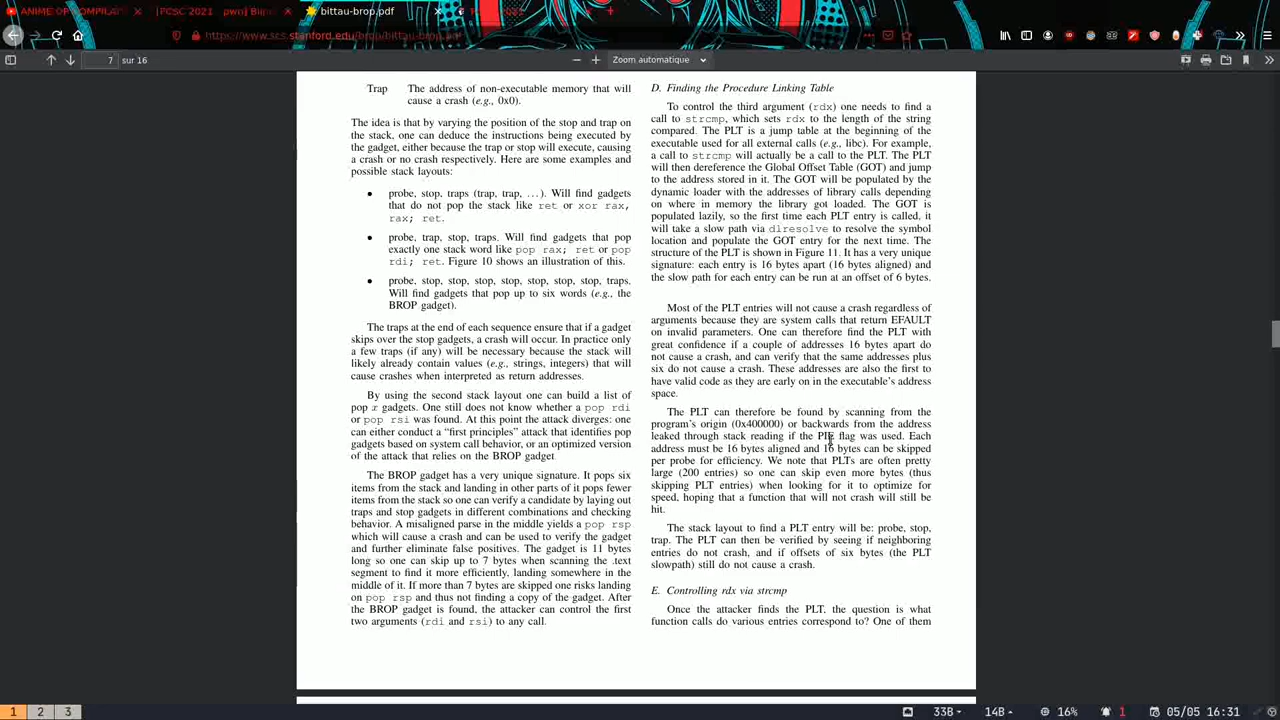 ANIME OP COMPILAT
[PCSC 2021
pwn] Bl
bittau-brop.pdf
https://www.scs.stanford.edu/brop/bittau-brop.pdf
7 sur 16
Zoom automatique
Trap The address of non-executable memory that will
cause a crash (e.g., 0x0).
The idea is that by varying the position of the stop and trap on
the stack, one can deduce the instructions being executed by
the gadget, either because the trap or stop will execute, causing
a crash or no crash respectively. Here are some examples and
possible stack layouts:
• probe, stop, traps (trap, trap, ...). Will find gadgets
that do not pop the stack like ret or xor rax,
rax; ret.
• probe, trap, stop, traps. Will find gadgets that pop
exactly one stack word like pop rax; ret or pop
rdi; ret. Figure 10 shows an illustration of this.
• probe, stop, stop, stop, stop, stop, stop, stop, traps.
Will find gadgets that pop up to six words (e.g., the
BROP gadget).
The traps at the end of each sequence ensure that if a gadget
skips over the stop gadgets, a crash will occur. In practice only
a few traps (if any) will be necessary because the stack will
likely already contain values (e.g., strings, integers) that will
cause crashes when interpreted as return addresses.
By using the second stack layout one can build a list of
pop x gadgets. One still does not know whether a pop rdi
or pop rsi was found. At this point the attack diverges: one
can either conduct a “first principles” attack that identifies pop
gadgets based on system call behavior, or an optimized version
of the attack that relies on the BROP gadget.
The BROP gadget has a very unique signature. It pops six
items from the stack and landing in other parts of it pops fewer
items from the stack so one can verify a candidate by laying out
traps and stop gadgets in different combinations and checking
behavior. A misaligned parse in the middle yields a pop rsp
which will cause a crash and can be used to verify the gadget
and further eliminate false positives. The gadget is 11 bytes
long so one can skip up to 7 bytes when scanning the .text
segment to find it more efficiently, landing somewhere in the
middle of it. If more than 7 bytes are skipped one risks landing
on pop rsp and thus not finding a copy of the gadget. After
the BROP gadget is found, the attacker can control the first
two arguments (rdi and rsi) to any call.
D. Finding the Procedure Linking Table
To control the third argument (rdx) one needs to find a
call to strcmp, which sets rdx to the length of the string
compared. The PLT is a jump table at the beginning of the
executable used for all external calls (e.g., libc). For example,
a call to strcmp will actually be a call to the PLT. The PLT
will then dereference the Global Offset Table (GOT) and jump
to the address stored in it. The GOT will be populated by the
dynamic loader with the addresses of library calls depending
on where in memory the library got loaded. The GOT is
populated lazily, so the first time each PLT entry is called, it
will take a slow path via dlresolve to resolve the symbol
location and populate the GOT entry for the next time. The
structure of the PLT is shown in Figure 11. It has a very unique
signature: each entry is 16 bytes apart (16 bytes aligned) and
the slow path for each entry can be run at an offset of 6 bytes.
Most of the PLT entries will not cause a crash regardless of
arguments because they are system calls that return EFAULT
on invalid parameters. One can therefore find the PLT with
great confidence if a couple of addresses 16 bytes apart do
not cause a crash, and can verify that the same addresses plus
six do not cause a crash. These addresses are also the first to
have valid code as they are early on in the executable's address
space.
The PLT can therefore be found by scanning from the
program's origin (0x400000) or backwards from the address
leaked through stack reading if the PIE flag was used. Each
address must be 16 bytes aligned and 16 bytes can be skipped
per probe for efficiency. We note that PLTs are often pretty
large (200 entries) so one can skip even more bytes (thus
skipping PLT entries) when looking for it to optimize for
speed, hoping that a function that will not crash will still be
hit.
The stack layout to find a PLT entry will be: probe, stop,
trap. The PLT can then be verified by seeing if neighboring
entries do not crash, and if offsets of six bytes (the PLT
slowpath) still do not cause a crash.
E. Controlling rdx via strcmp
Once the attacker finds the PLT, the question is what
function calls do various entries correspond to? One of them
1 2 3
33B
14B
16%
1
05/05 16:31